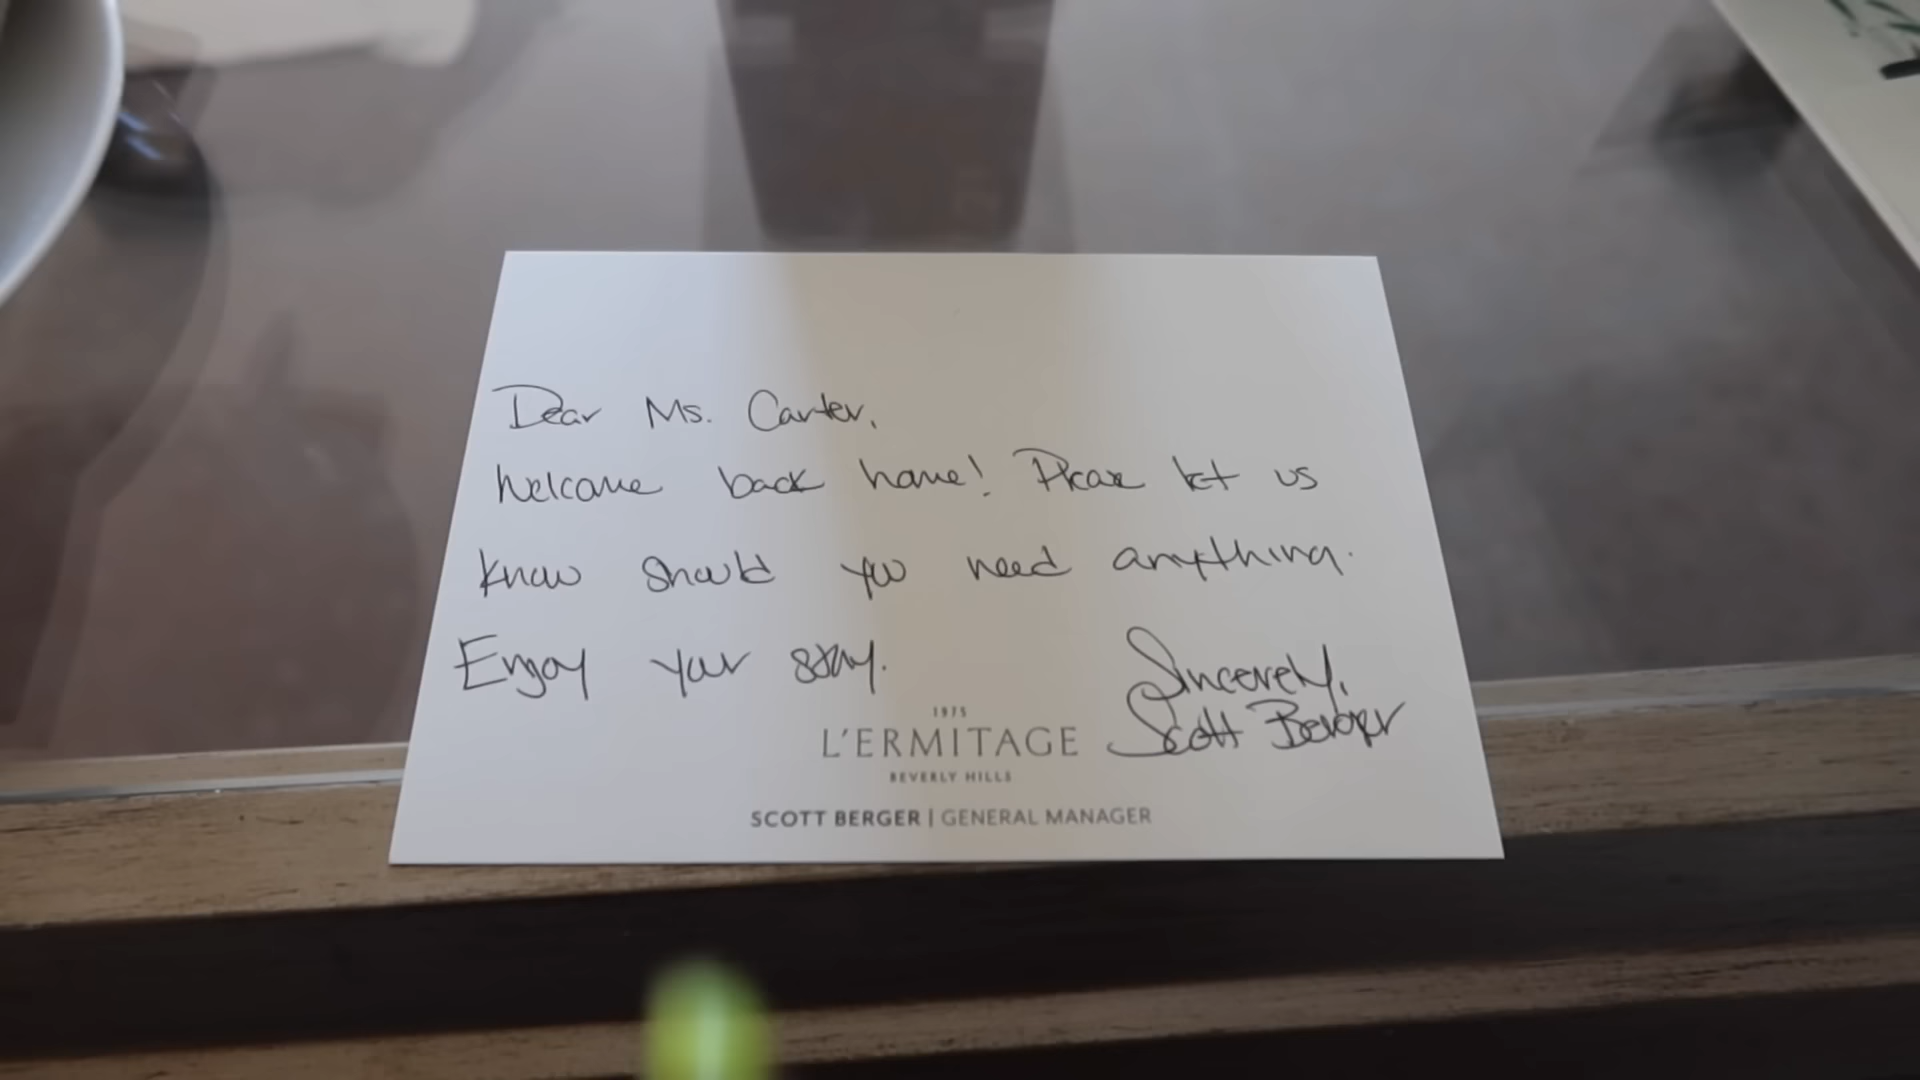 Dear Ms. Carter,
Welcome back home! Please let us
know should you need anything.
Enjoy your stay.
Sincerely,
Scott Berger
1975
L'ERMITAGE
BEVERLY HILLS
SCOTT BERGER | GENERAL MANAGER